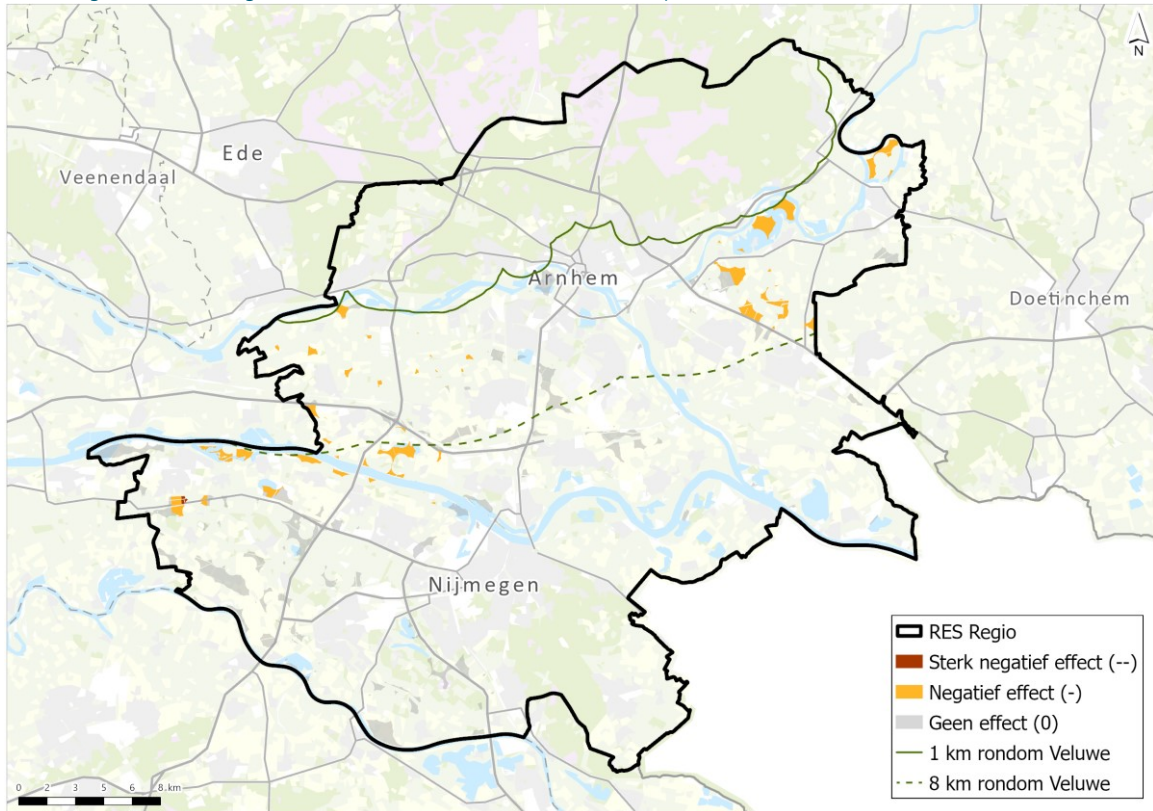 N
Ede
Veenendaal
Arnhem
Doetinchem
Nijmegen
RES Regio
Sterk negatief effect (--)
Negatief effect (-)
Geen effect (0)
1 km rondom Veluwe
8 km rondom Veluwe
0 2 3 5 6 8 km